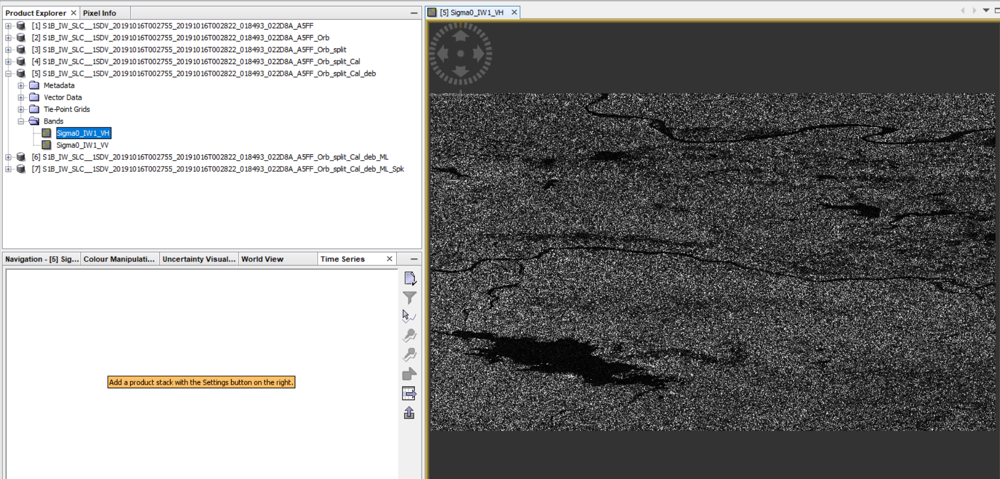 Product Explorer × Pixel Info
[1] S1B_IW_SLC__1SDV_20191016T002755_20191016T002822_018493_022D8A_A5FF
[2] S1B_IW_SLC__1SDV_20191016T002755_20191016T002822_018493_022D8A_A5FF_Orb
[3] S1B_IW_SLC__1SDV_20191016T002755_20191016T002822_018493_022D8A_A5FF_Orb_split
[4] S1B_IW_SLC__1SDV_20191016T002755_20191016T002822_018493_022D8A_A5FF_Orb_split_Cal
[5] S1B_IW_SLC__1SDV_20191016T002755_20191016T002822_018493_022D8A_A5FF_Orb_split_Cal_deb
Metadata
Vector Data
Tie-Point Grids
Bands
Sigma0_IW1_VH
Sigma0_IW1_VV
[6] S1B_IW_SLC__1SDV_20191016T002755_20191016T002822_018493_022D8A_A5FF_Orb_split_Cal_deb_ML
[7] S1B_IW_SLC__1SDV_20191016T002755_20191016T002822_018493_022D8A_A5FF_Orb_split_Cal_deb_ML_Spk
Navigation - [5] Sig... Colour Manipulati... Uncertainty Visual... World View Time Series ×
Add a product stack with the Settings button on the right.
[5] Sigma0_IW1_VH ×